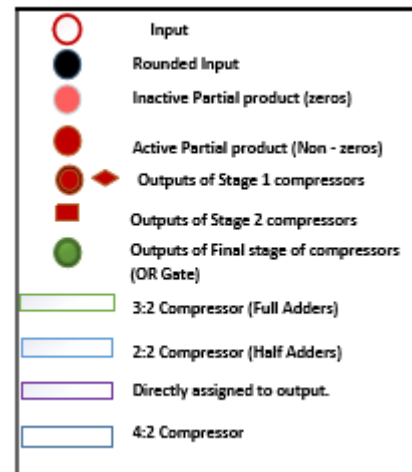 Input
Rounded Input
Inactive Partial product (zeros)
Active Partial product (Non - zeros)
Outputs of Stage 1 compressors
Outputs of Stage 2 compressors
Outputs of Final stage of compressors
(OR Gate)
3:2 Compressor (Full Adders)
2:2 Compressor (Half Adders)
Directly assigned to output.
4:2 Compressor